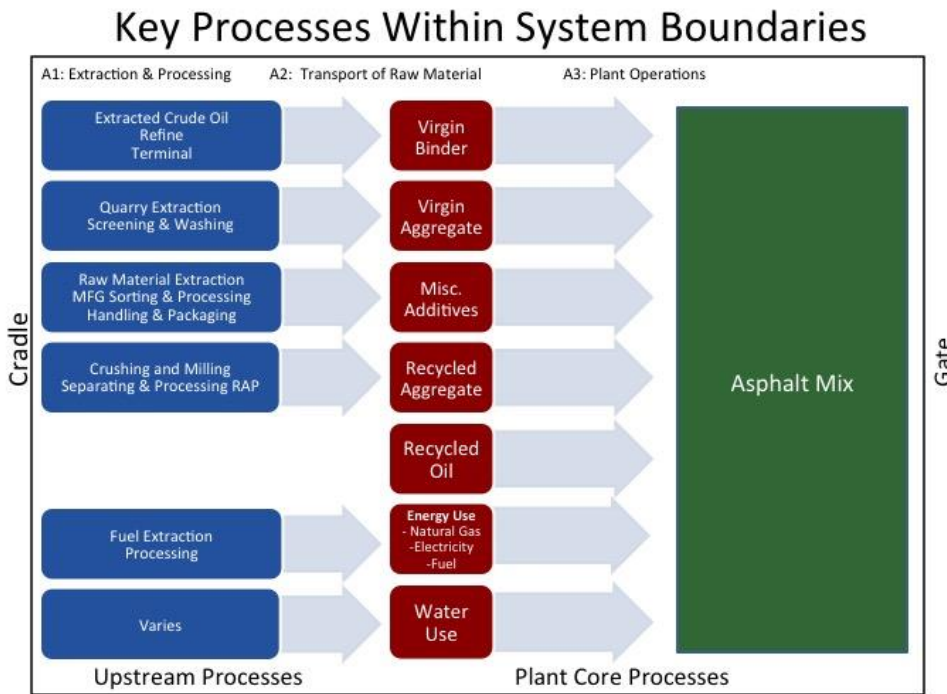 Key Processes Within System Boundaries
A1: Extraction & Processing
A2: Transport of Raw Material
A3: Plant Operations
Cradle
Extracted Crude Oil
Refine
Terminal
Virgin
Binder
Quarry Extraction
Screening & Washing
Virgin
Aggregate
Raw Material Extraction
MFG Sorting & Processing
Handling & Packaging
Misc.
Additives
Crushing and Milling
Separating & Processing RAP
Recycled
Aggregate
Recycled
Oil
Fuel Extraction
Processing
Energy Use
- Natural Gas
-Electricity
-Fuel
Varies
Water
Use
Asphalt Mix
Gate
Upstream Processes
Plant Core Processes